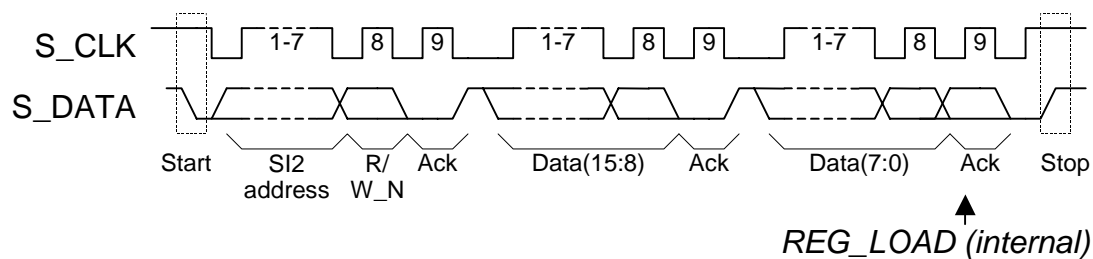 S_CLK 1-7 8 9 1-7 8 9 1-7 8 9
S_DATA
Start SI2 R/ Ack Data(15:8) Ack Data(7:0) Ack Stop
address W_N
REG_LOAD (internal)